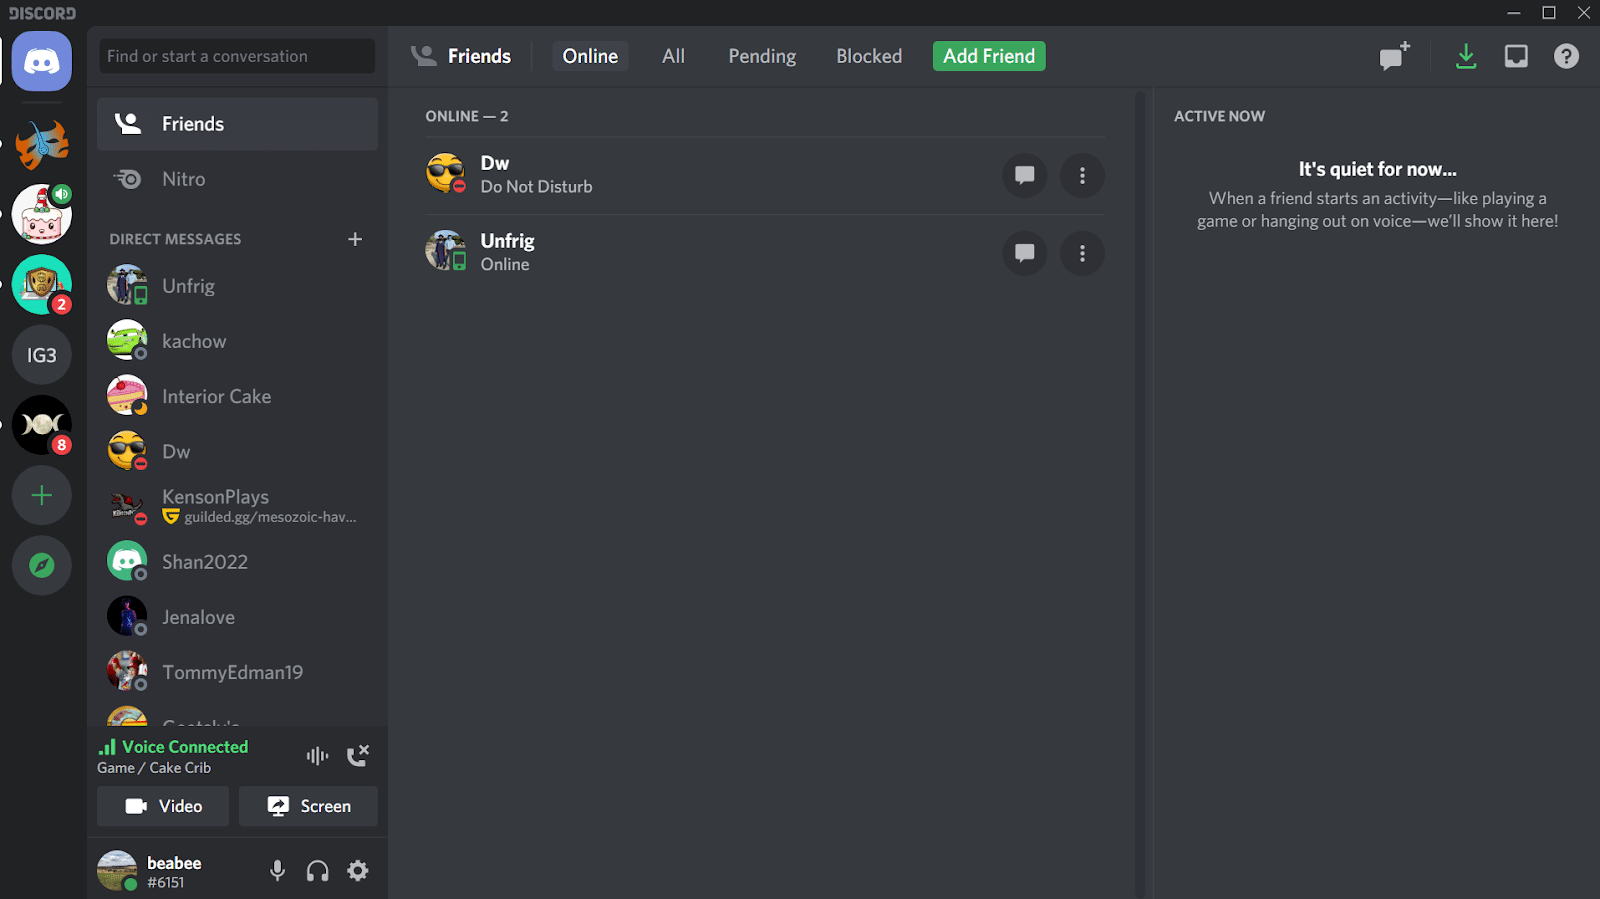 DISCORD
Find or start a conversation
Friends
Online
All
Pending
Blocked
Add Friend
Friends
Nitro
DIRECT MESSAGES
Unfrig
kachow
Interior Cake
Dw
KensonPlays
guilded.gg/mesozoic-hav...
Shan2022
Jenalove
TommyEdman19
2
IG3
8
Voice Connected
Game / Cake Crib
Video
Screen
beabee
#6151
ONLINE — 2
Dw
Do Not Disturb
Unfrig
Online
ACTIVE NOW
It's quiet for now...
When a friend starts an activity—like playing a
game or hanging out on voice—we'll show it here!